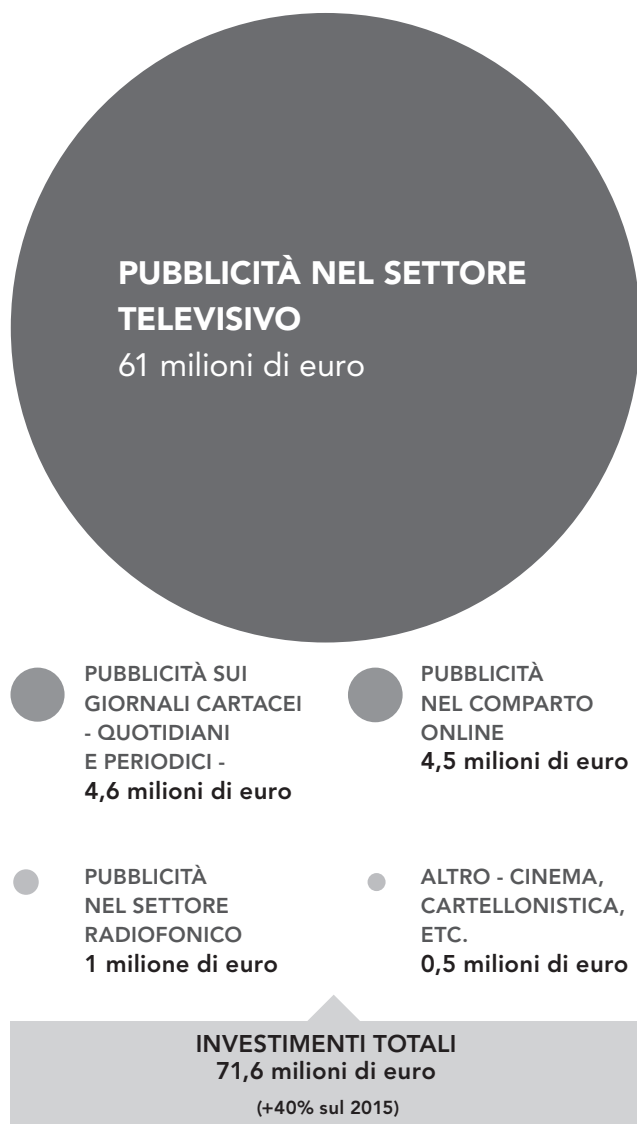 PUBBLICITÀ NEL SETTORE
TELEVISIVO
61 milioni di euro
PUBBLICITÀ SUI
GIORNALI CARTACEI
- QUOTIDIANI
E PERIODICI -
4,6 milioni di euro
PUBBLICITÀ
NEL COMPARTO
ONLINE
4,5 milioni di euro
PUBBLICITÀ
NEL SETTORE
RADIOFONICO
1 milione di euro
ALTRO - CINEMA,
CARTELLONISTICA,
ETC.
0,5 milioni di euro
INVESTIMENTI TOTALI
71,6 milioni di euro
(+40% sul 2015)